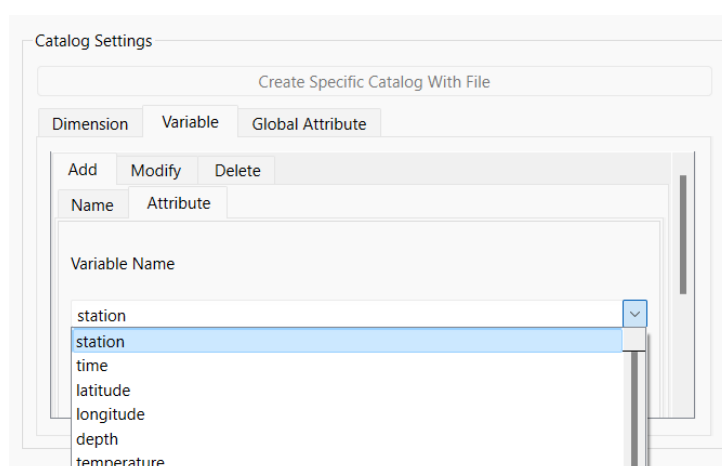 Catalog Settings
Create Specific Catalog With File
Dimension Variable Global Attribute
Add Modify Delete
Name Attribute
Variable Name
station
station
time
latitude
longitude
depth
temperature